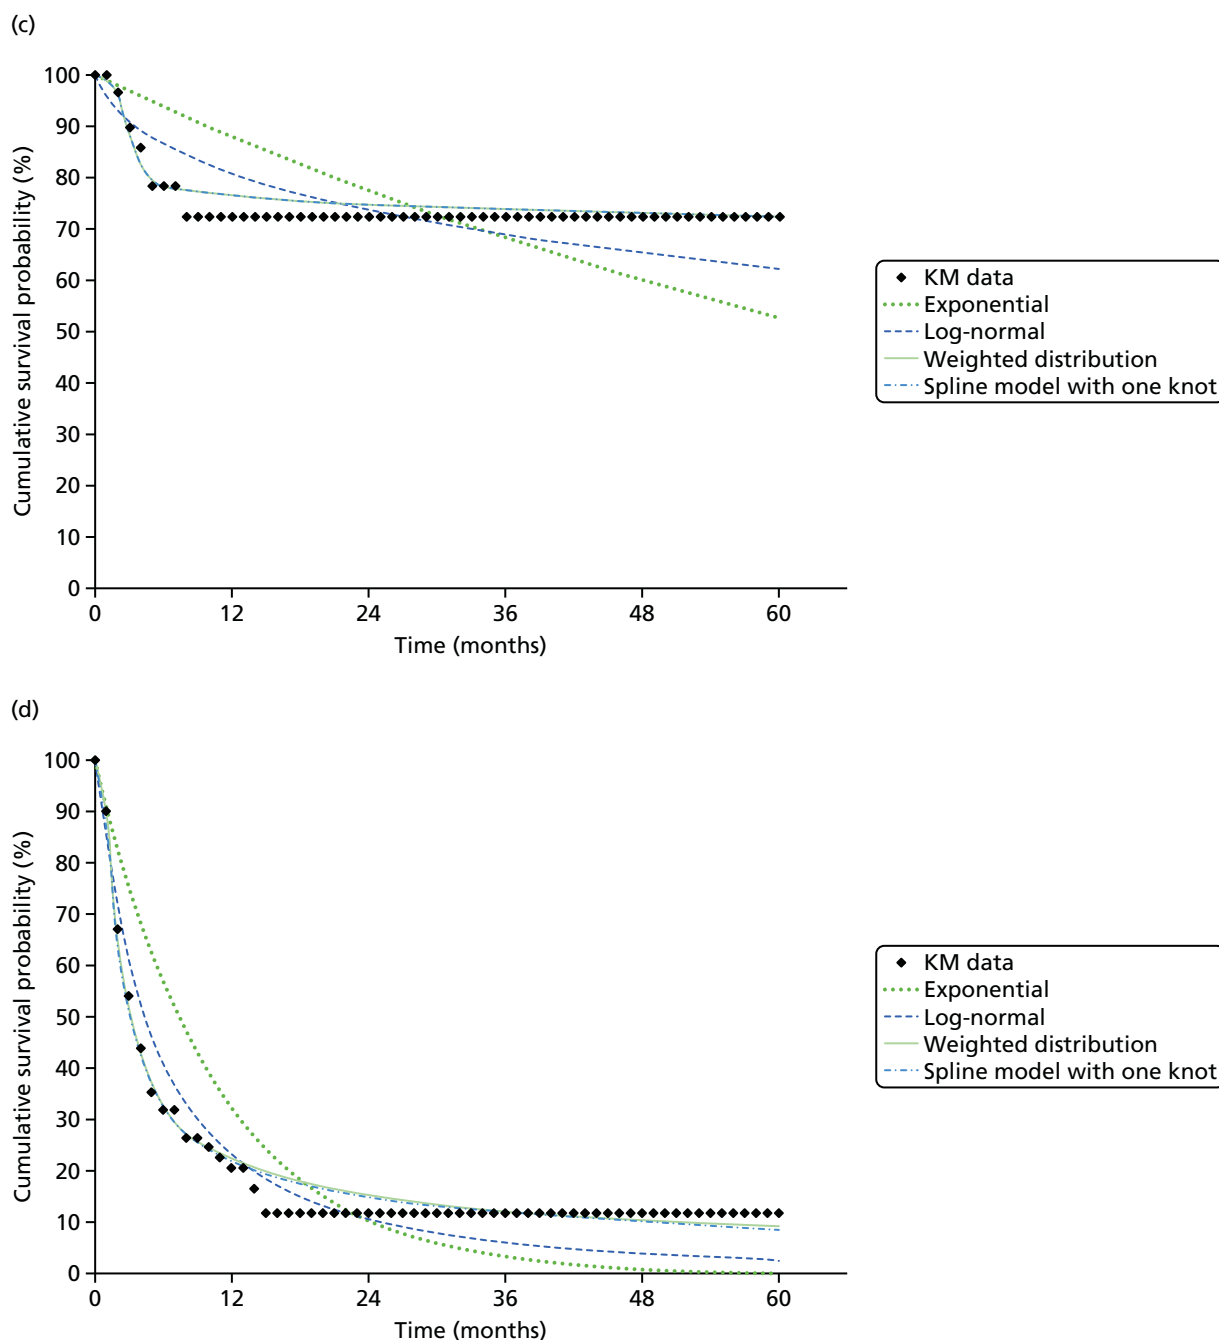 (c)
100
90
80
70
60
50
40
30
20
10
0
Cumulative survival probability (%)
0 12 24 36 48 60
Time (months)
KM data
Exponential
Log-normal
Weighted distribution
Spline model with one knot
(d)
100
90
80
70
60
50
40
30
20
10
0
Cumulative survival probability (%)
0 12 24 36 48 60
Time (months)
KM data
Exponential
Log-normal
Weighted distribution
Spline model with one knot